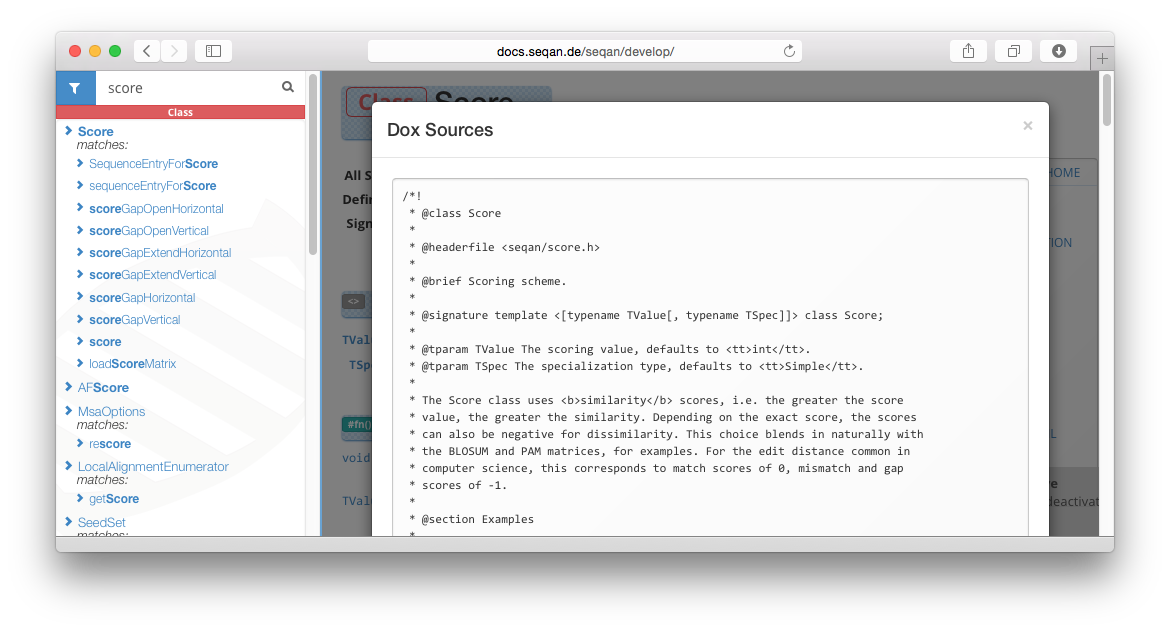 docs.seqan.de/seqan/develop/
score
Class
Score
matches:
SequenceEntryForScore
sequenceEntryForScore
scoreGapOpenHorizontal
scoreGapOpenVertical
scoreGapExtendHorizontal
scoreGapExtendVertical
scoreGapHorizontal
scoreGapVertical
score
loadScoreMatrix
AFScore
MsaOptions
matches:
rescore
LocalAlignmentEnumerator
matches:
getScore
SeedSet
matches:
Class Score
All S
Defin
Sign
<>
TVal
TSp
#fn()
void
TVal
Dox Sources
×
/*!
* @class Score
*
* @headerfile <seqan/score.h>
*
* @brief Scoring scheme.
*
* @signature template <[typename TValue[, typename TSpec]]> class Score;
*
* @tparam TValue The scoring value, defaults to <tt>int</tt>.
* @tparam TSpec The specialization type, defaults to <tt>Simple</tt>.
*
* The Score class uses <b>similarity</b> scores, i.e. the greater the score
* value, the greater the similarity. Depending on the exact score, the scores
* can also be negative for dissimilarity. This choice blends in naturally with
* the BLOSUM and PAM matrices, for examples. For the edit distance common in
* computer science, this corresponds to match scores of 0, mismatch and gap
* scores of -1.
*
* @section Examples
*
HOME
ION
L
re
deactivat